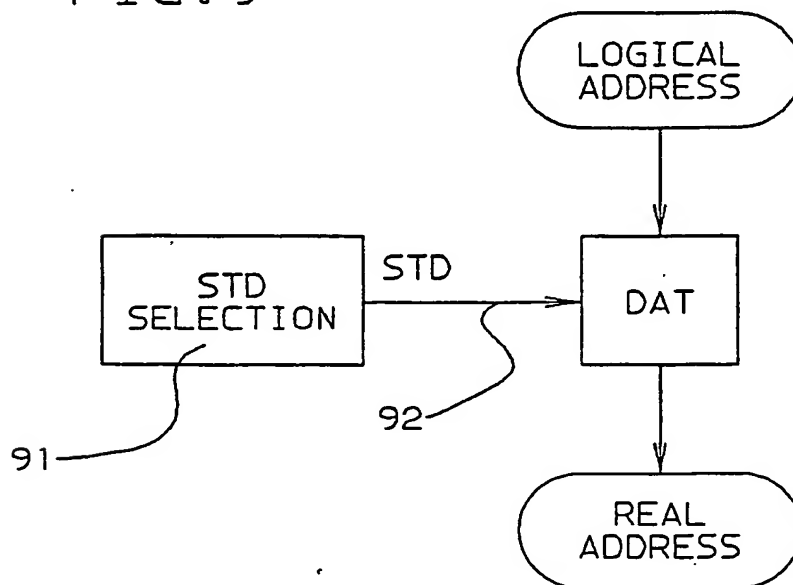 LOGICAL
ADDRESS
STD
SELECTION
STD
DAT
92
91
REAL
ADDRESS